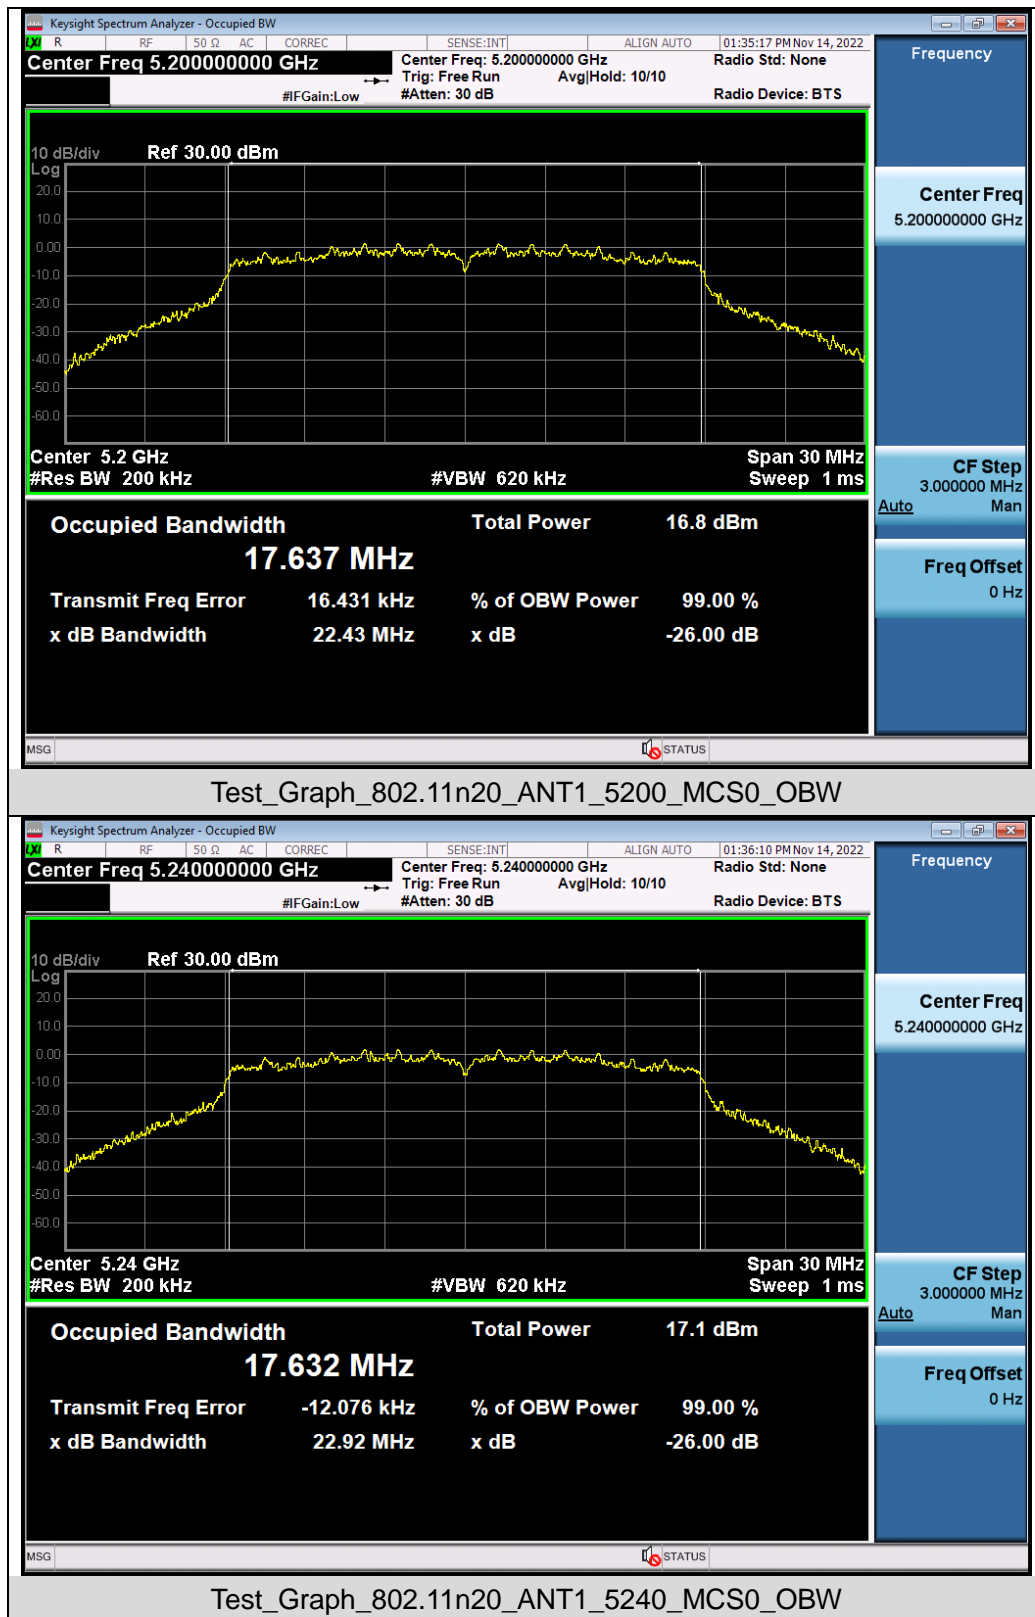 Keysight Spectrum Analyzer - Occupied BW
LXI R RF 50 Ω AC CORREC SENSE:INT ALIGN AUTO 01:35:17 PM Nov 14, 2022
Center Freq 5.200000000 GHz
Center Freq: 5.200000000 GHz
Radio Std: None
Trig: Free Run Avg|Hold: 10/10
#IFGain:Low
#Atten: 30 dB
Radio Device: BTS
Frequency
10 dB/div Ref 30.00 dBm
Log
20.0
10.0
0.00
-10.0
-20.0
-30.0
-40.0
-50.0
-60.0
Center Freq
5.200000000 GHz
Center 5.2 GHz Span 30 MHz
#Res BW 200 kHz #VBW 620 kHz Sweep 1 ms
CF Step
3.000000 MHz
Auto Man
Occupied Bandwidth Total Power 16.8 dBm
17.637 MHz
Freq Offset
0 Hz
Transmit Freq Error 16.431 kHz % of OBW Power 99.00 %
x dB Bandwidth 22.43 MHz x dB -26.00 dB
MSG STATUS
Test_Graph_802.11n20_ANT1_5200_MCS0_OBW
Keysight Spectrum Analyzer - Occupied BW
LXI R RF 50 Ω AC CORREC SENSE:INT ALIGN AUTO 01:36:10 PM Nov 14, 2022
Center Freq 5.240000000 GHz
Center Freq: 5.240000000 GHz
Radio Std: None
Trig: Free Run Avg|Hold: 10/10
#IFGain:Low
#Atten: 30 dB
Radio Device: BTS
Frequency
10 dB/div Ref 30.00 dBm
Log
20.0
10.0
0.00
-10.0
-20.0
-30.0
-40.0
-50.0
-60.0
Center Freq
5.240000000 GHz
Center 5.24 GHz Span 30 MHz
#Res BW 200 kHz #VBW 620 kHz Sweep 1 ms
CF Step
3.000000 MHz
Auto Man
Occupied Bandwidth Total Power 17.1 dBm
17.632 MHz
Freq Offset
0 Hz
Transmit Freq Error -12.076 kHz % of OBW Power 99.00 %
x dB Bandwidth 22.92 MHz x dB -26.00 dB
MSG STATUS
Test_Graph_802.11n20_ANT1_5240_MCS0_OBW